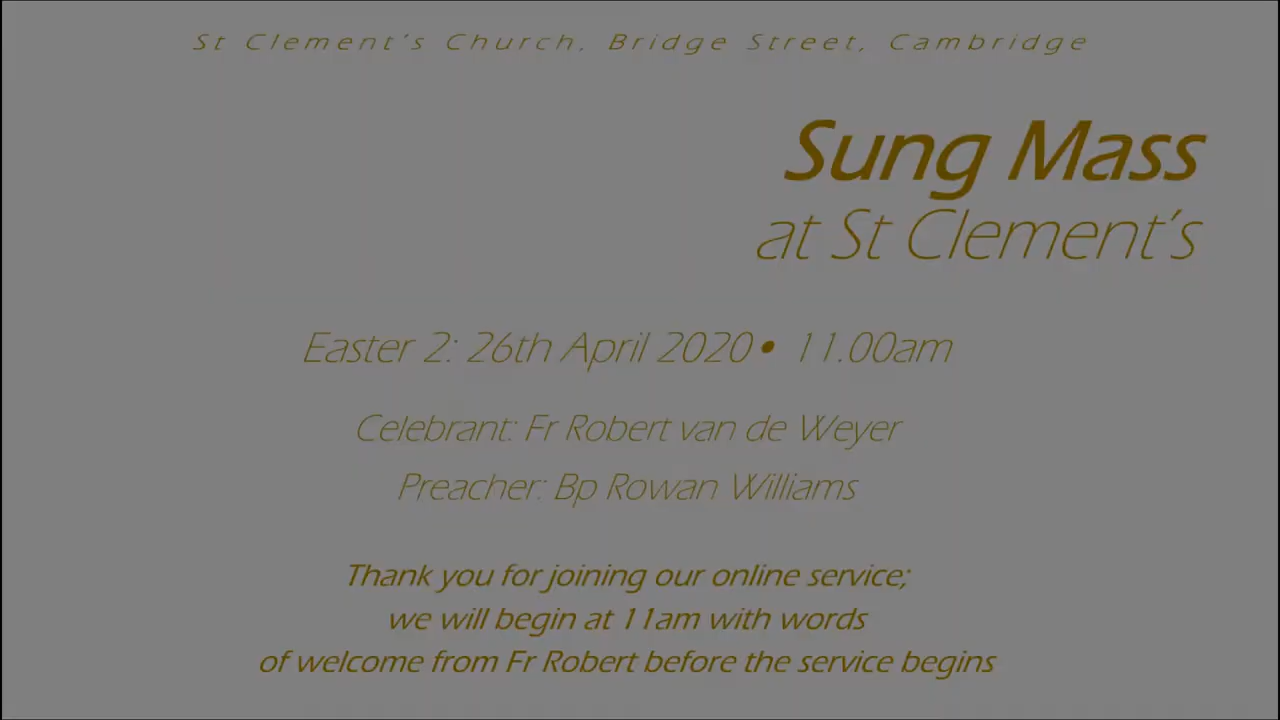 St Clement's Church, Bridge Street, Cambridge
Sung Mass
at St Clement's
Easter 2: 26th April 2020 • 11.00am
Celebrant: Fr Robert van de Weyer
Preacher: Bp Rowan Williams
Thank you for joining our online service;
we will begin at 11am with words
of welcome from Fr Robert before the service begins